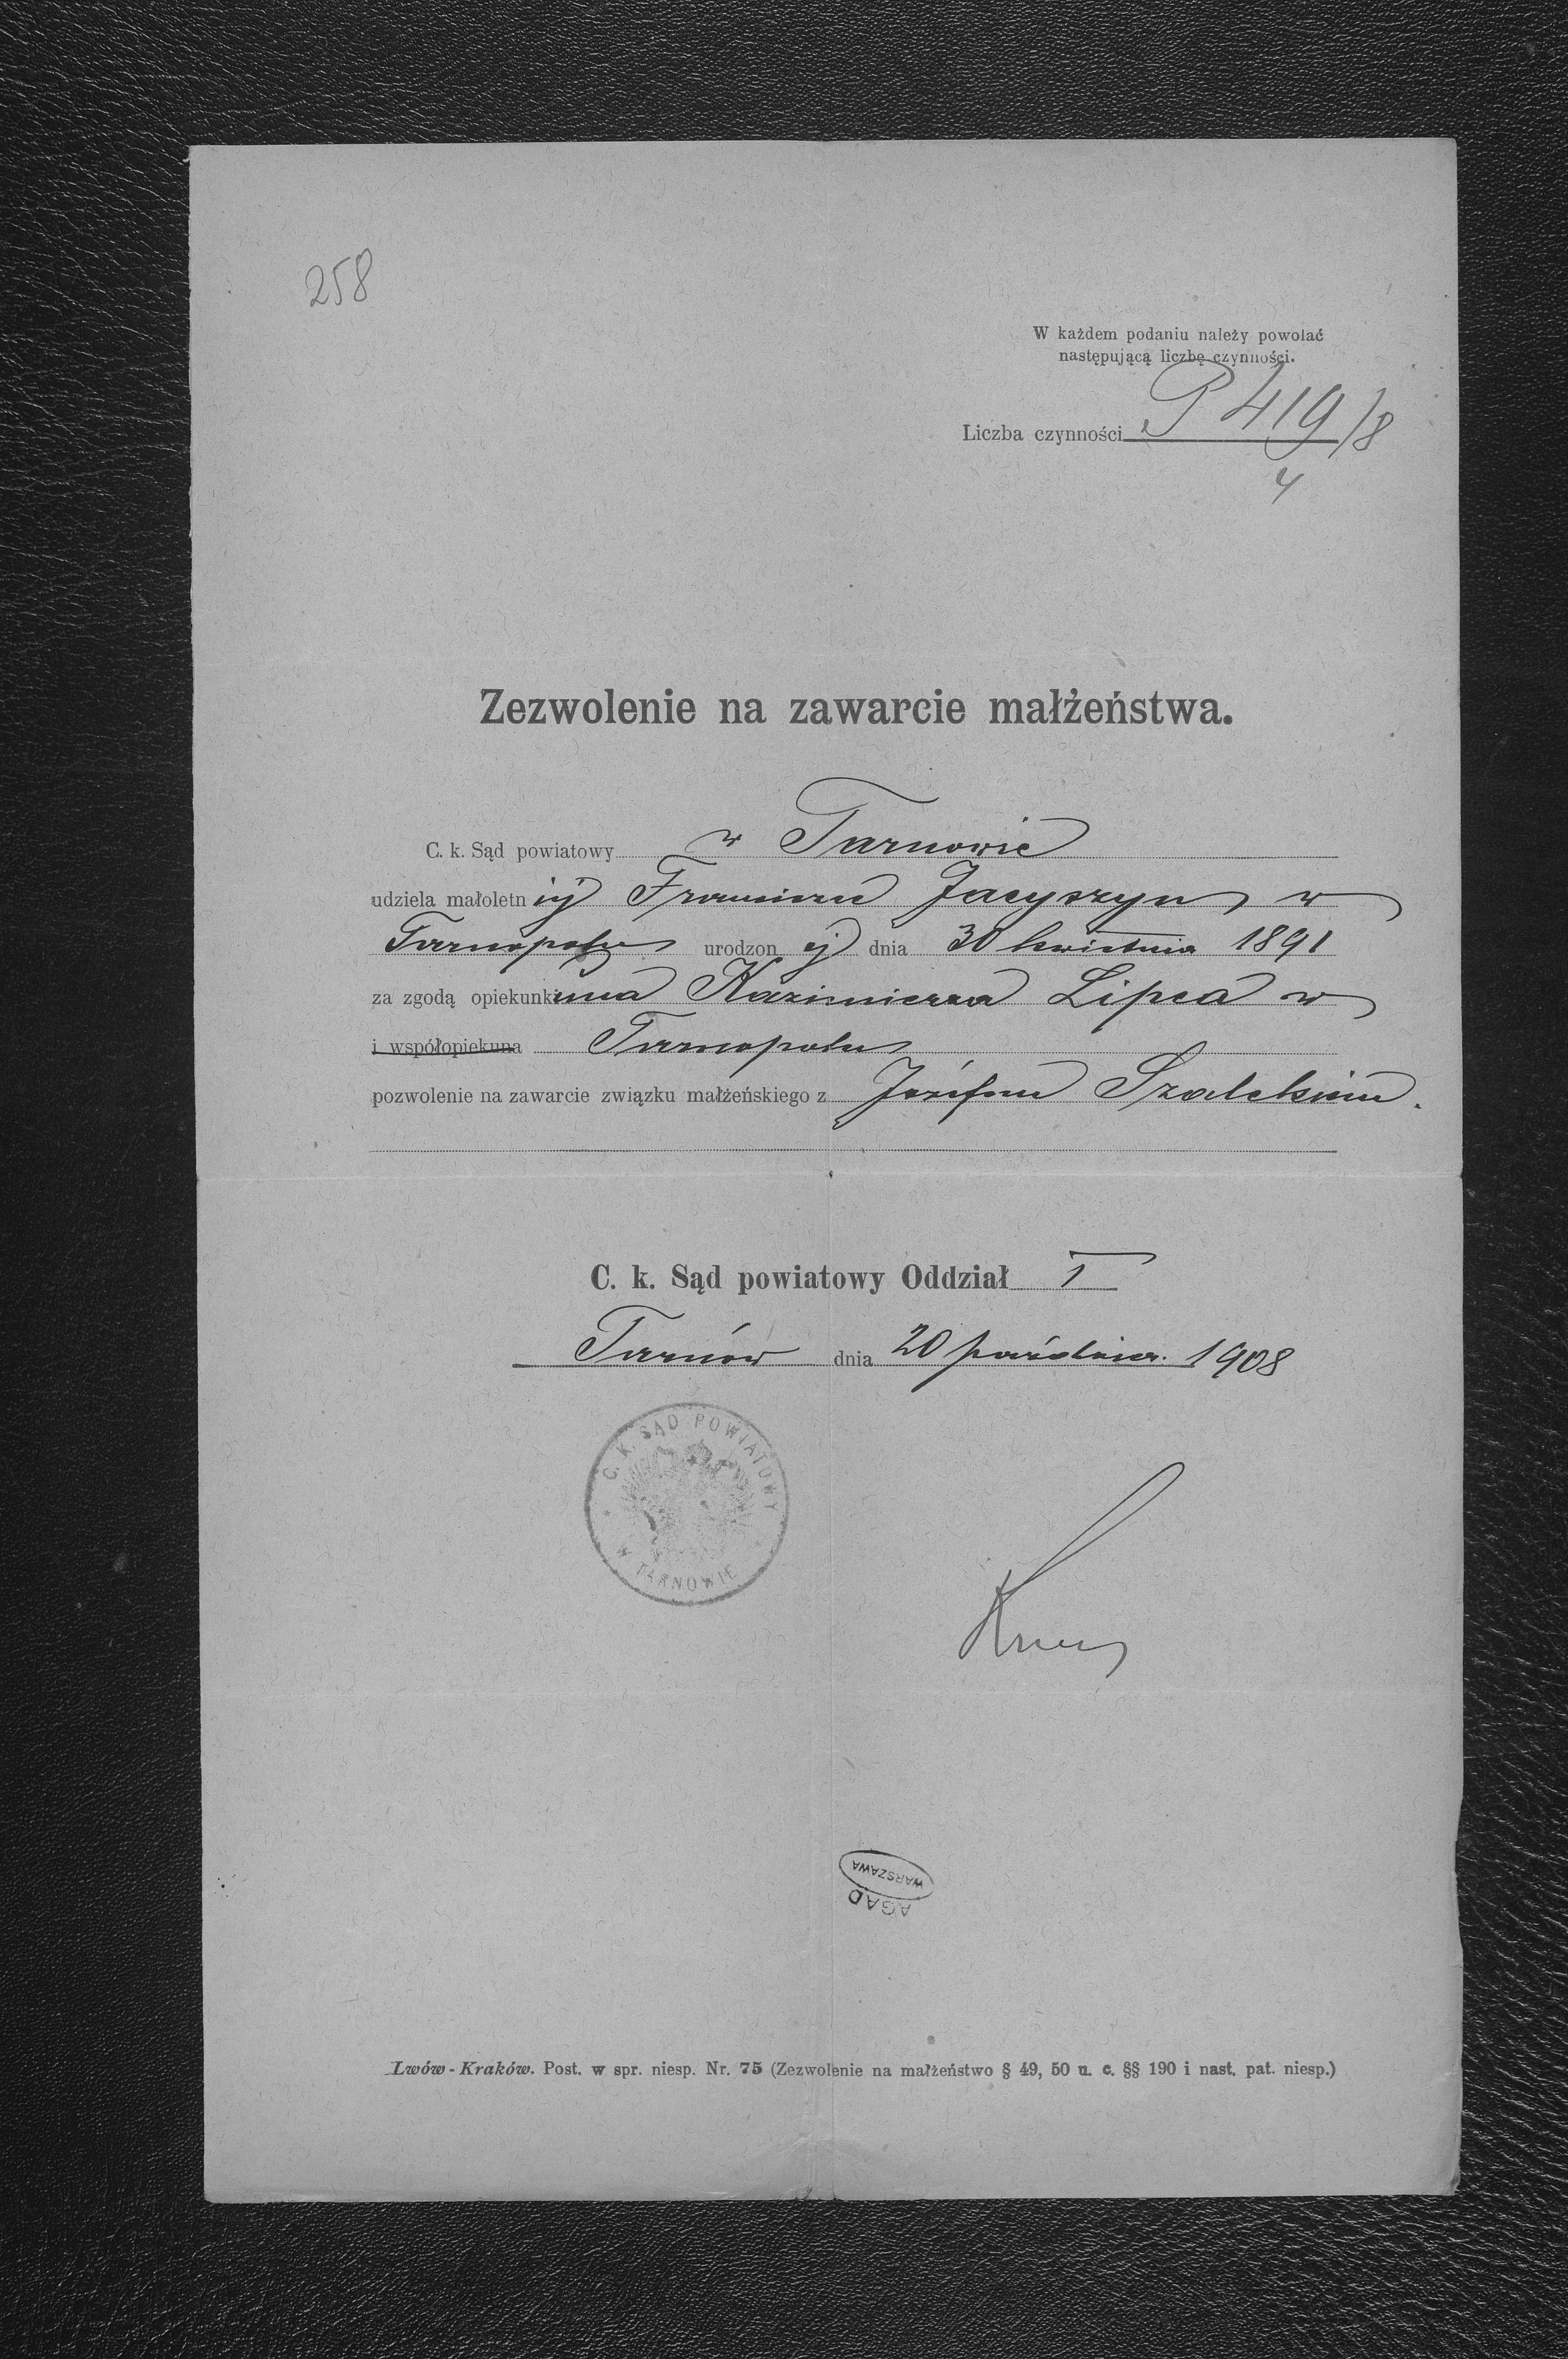 258
W każdem podaniu należy powołać
następującą liczbę czynności.
Liczba czynności P 419/8
4
Zezwolenie na zawarcie małżeństwa.
C. k. Sąd powiatowy w Tarnowie
udziela małoletniej Jacyszyn w
Tarnopolu urodzonej dnia 30 kwietnia 1891
za zgodą opiekuna Kazimierza Lipca w
i współopiekuna Tarnopolu
pozwolenie na zawarcie związku małżeńskiego z Józefem Szalskim.
C. k. Sąd powiatowy Oddział I
Tarnów dnia 20 październ. 1908
C. K. SĄD POWIATOWY
W TARNOWIE
WARSZAWA
AGAD
Lwów - Kraków. Post. w spr. niesp. Nr. 75 (Zezwolenie na małżeństwo § 49, 50 u. c. §§ 190 i nast. pat. niesp.)